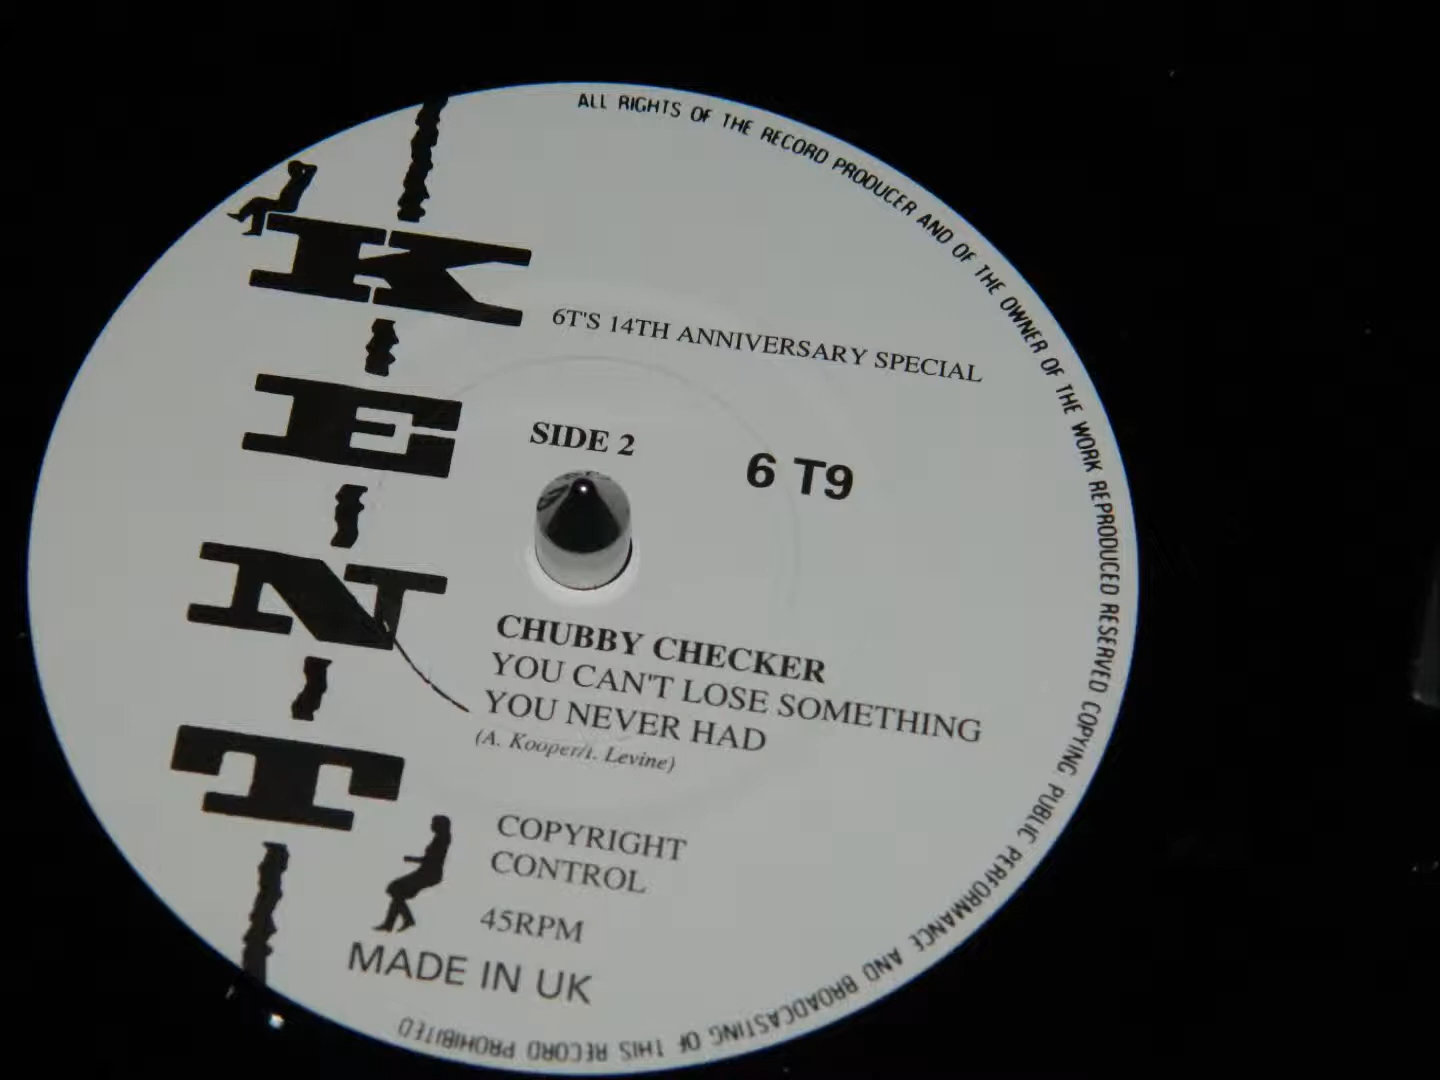 ALL RIGHTS OF THE RECORD PRODUCER AND OF THE OWNER OF THE WORK REPRODUCED RESERVED COPYING PUBLIC PERFORMANCE AND BROADCASTING OF THIS RECORD PROHIBITED
KENT
6T'S 14TH ANNIVERSARY SPECIAL
SIDE 2
6 T9
CHUBBY CHECKER
YOU CAN'T LOSE SOMETHING
YOU NEVER HAD
(A. Kooper/I. Levine)
COPYRIGHT
CONTROL
45RPM
MADE IN UK